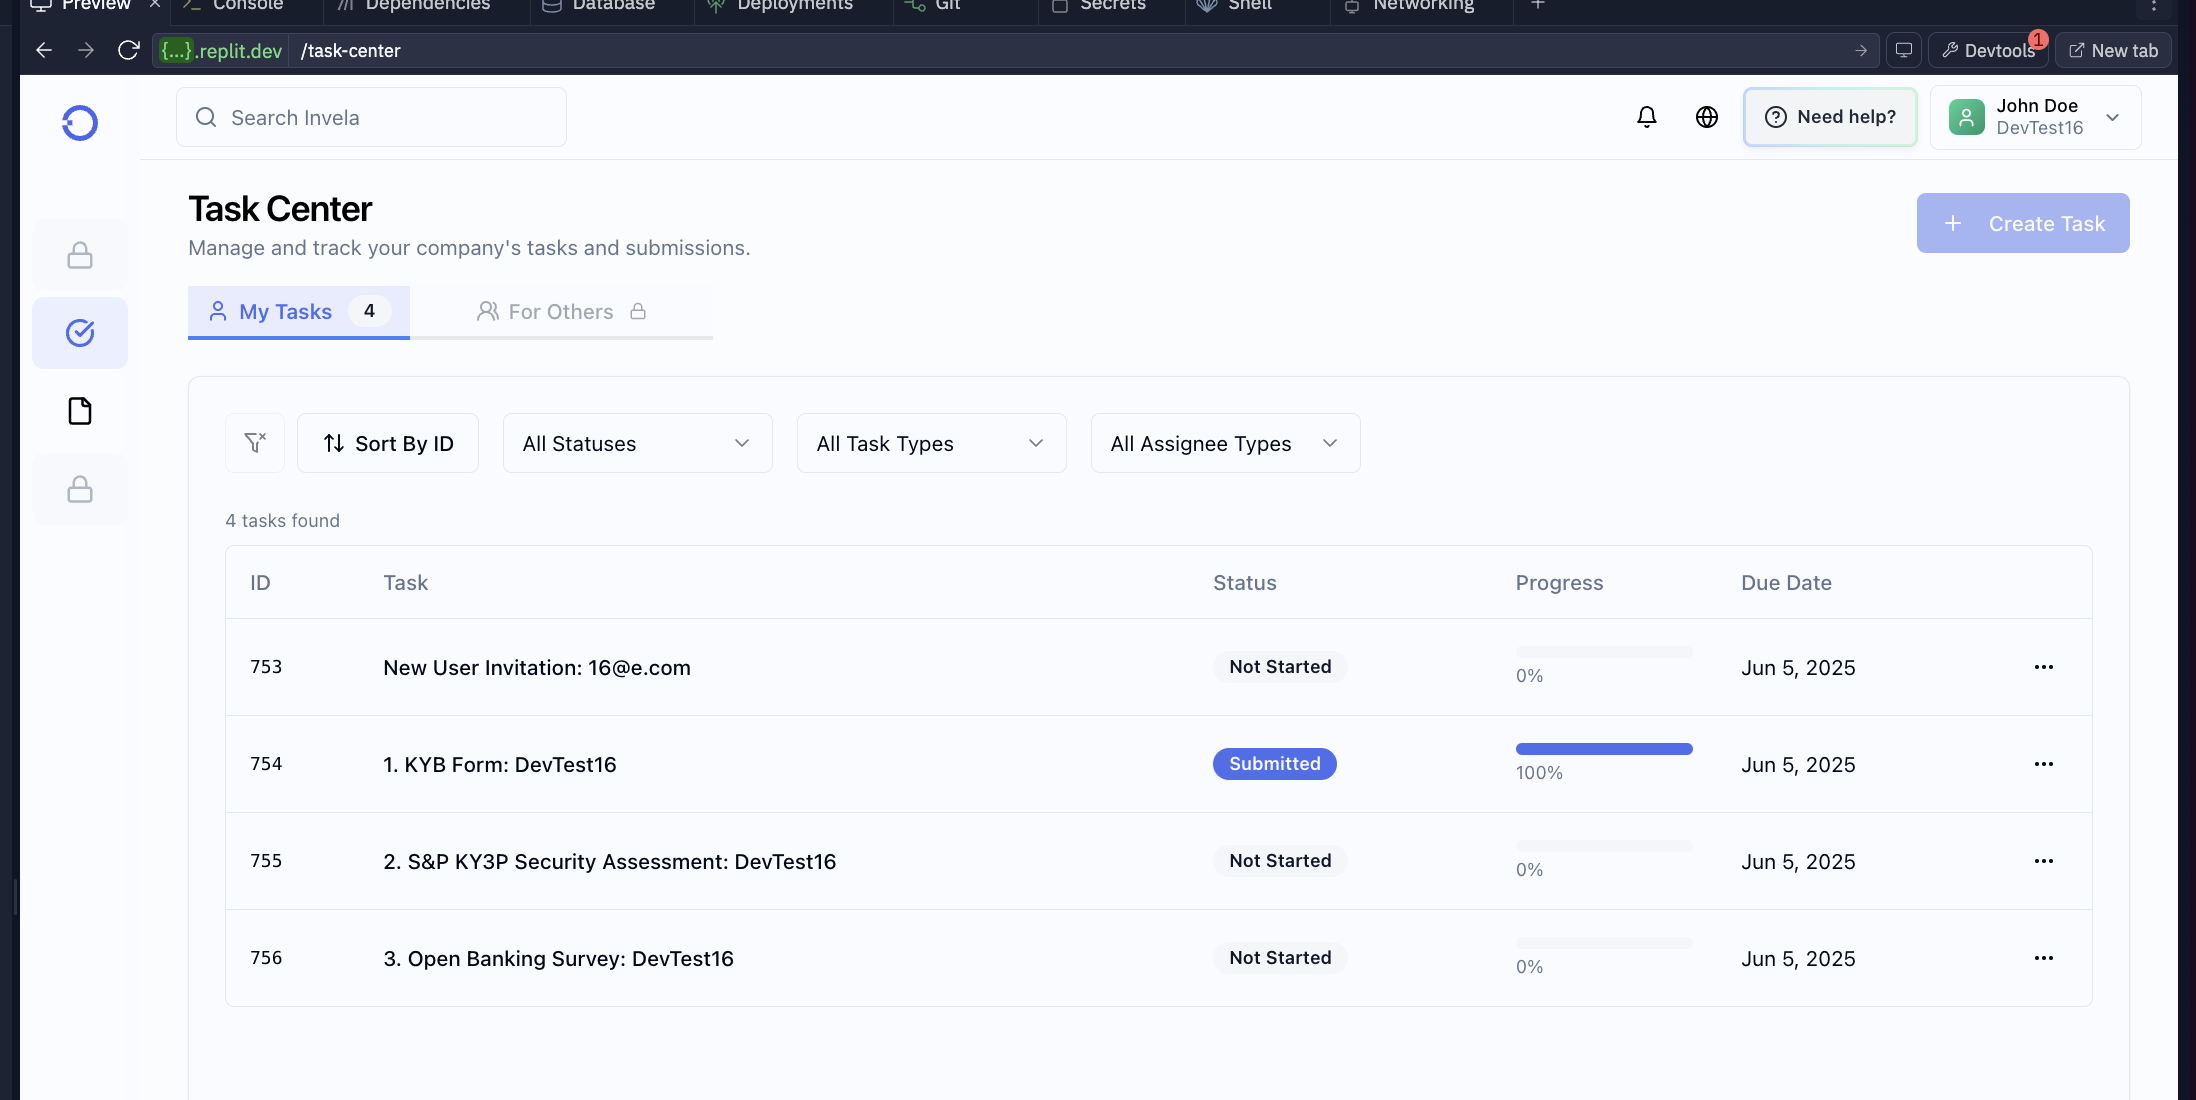 Preview Console Dependencies Database Deployments Git Secrets Shell Networking
{...}.replit.dev /task-center Devtools 1 New tab
Search Invela Need help? John Doe
DevTest16
Task Center
Manage and track your company's tasks and submissions.
Create Task
My Tasks 4 For Others
Sort By ID All Statuses All Task Types All Assignee Types
4 tasks found
ID Task Status Progress Due Date
753 New User Invitation: 16@e.com Not Started 0% Jun 5, 2025
754 1. KYB Form: DevTest16 Submitted 100% Jun 5, 2025
755 2. S&P KY3P Security Assessment: DevTest16 Not Started 0% Jun 5, 2025
756 3. Open Banking Survey: DevTest16 Not Started 0% Jun 5, 2025